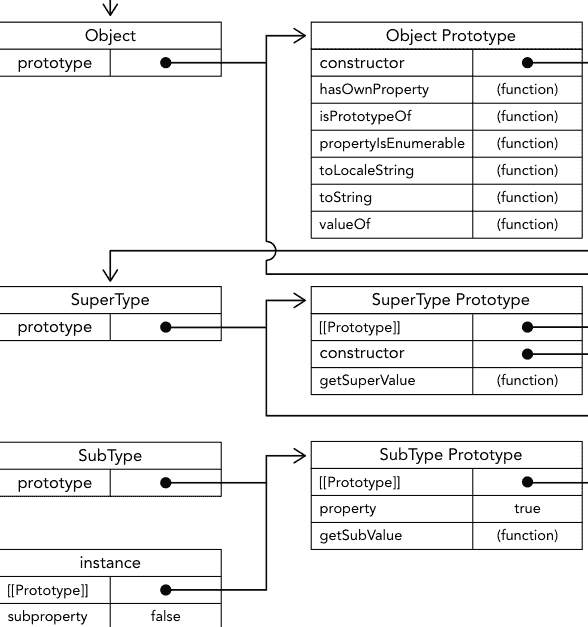 Object
prototype
Object Prototype
constructor
hasOwnProperty (function)
isPrototypeOf (function)
propertyIsEnumerable (function)
toLocaleString (function)
toString (function)
valueOf (function)
SuperType
prototype
SuperType Prototype
[[Prototype]]
constructor
getSuperValue (function)
SubType
prototype
SubType Prototype
[[Prototype]]
property true
getSubValue (function)
instance
[[Prototype]]
subproperty false